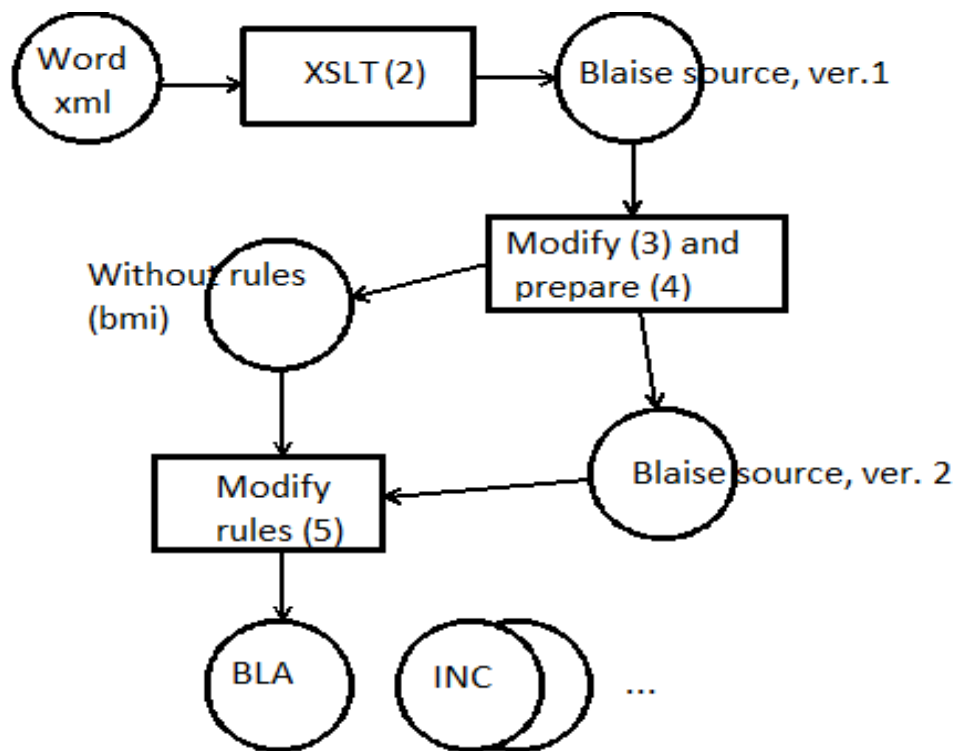 Word
xml
XSLT (2)
Blaise source, ver.1
Modify (3) and
prepare (4)
Without rules
(bmi)
Blaise source, ver. 2
Modify
rules (5)
BLA
INC
...